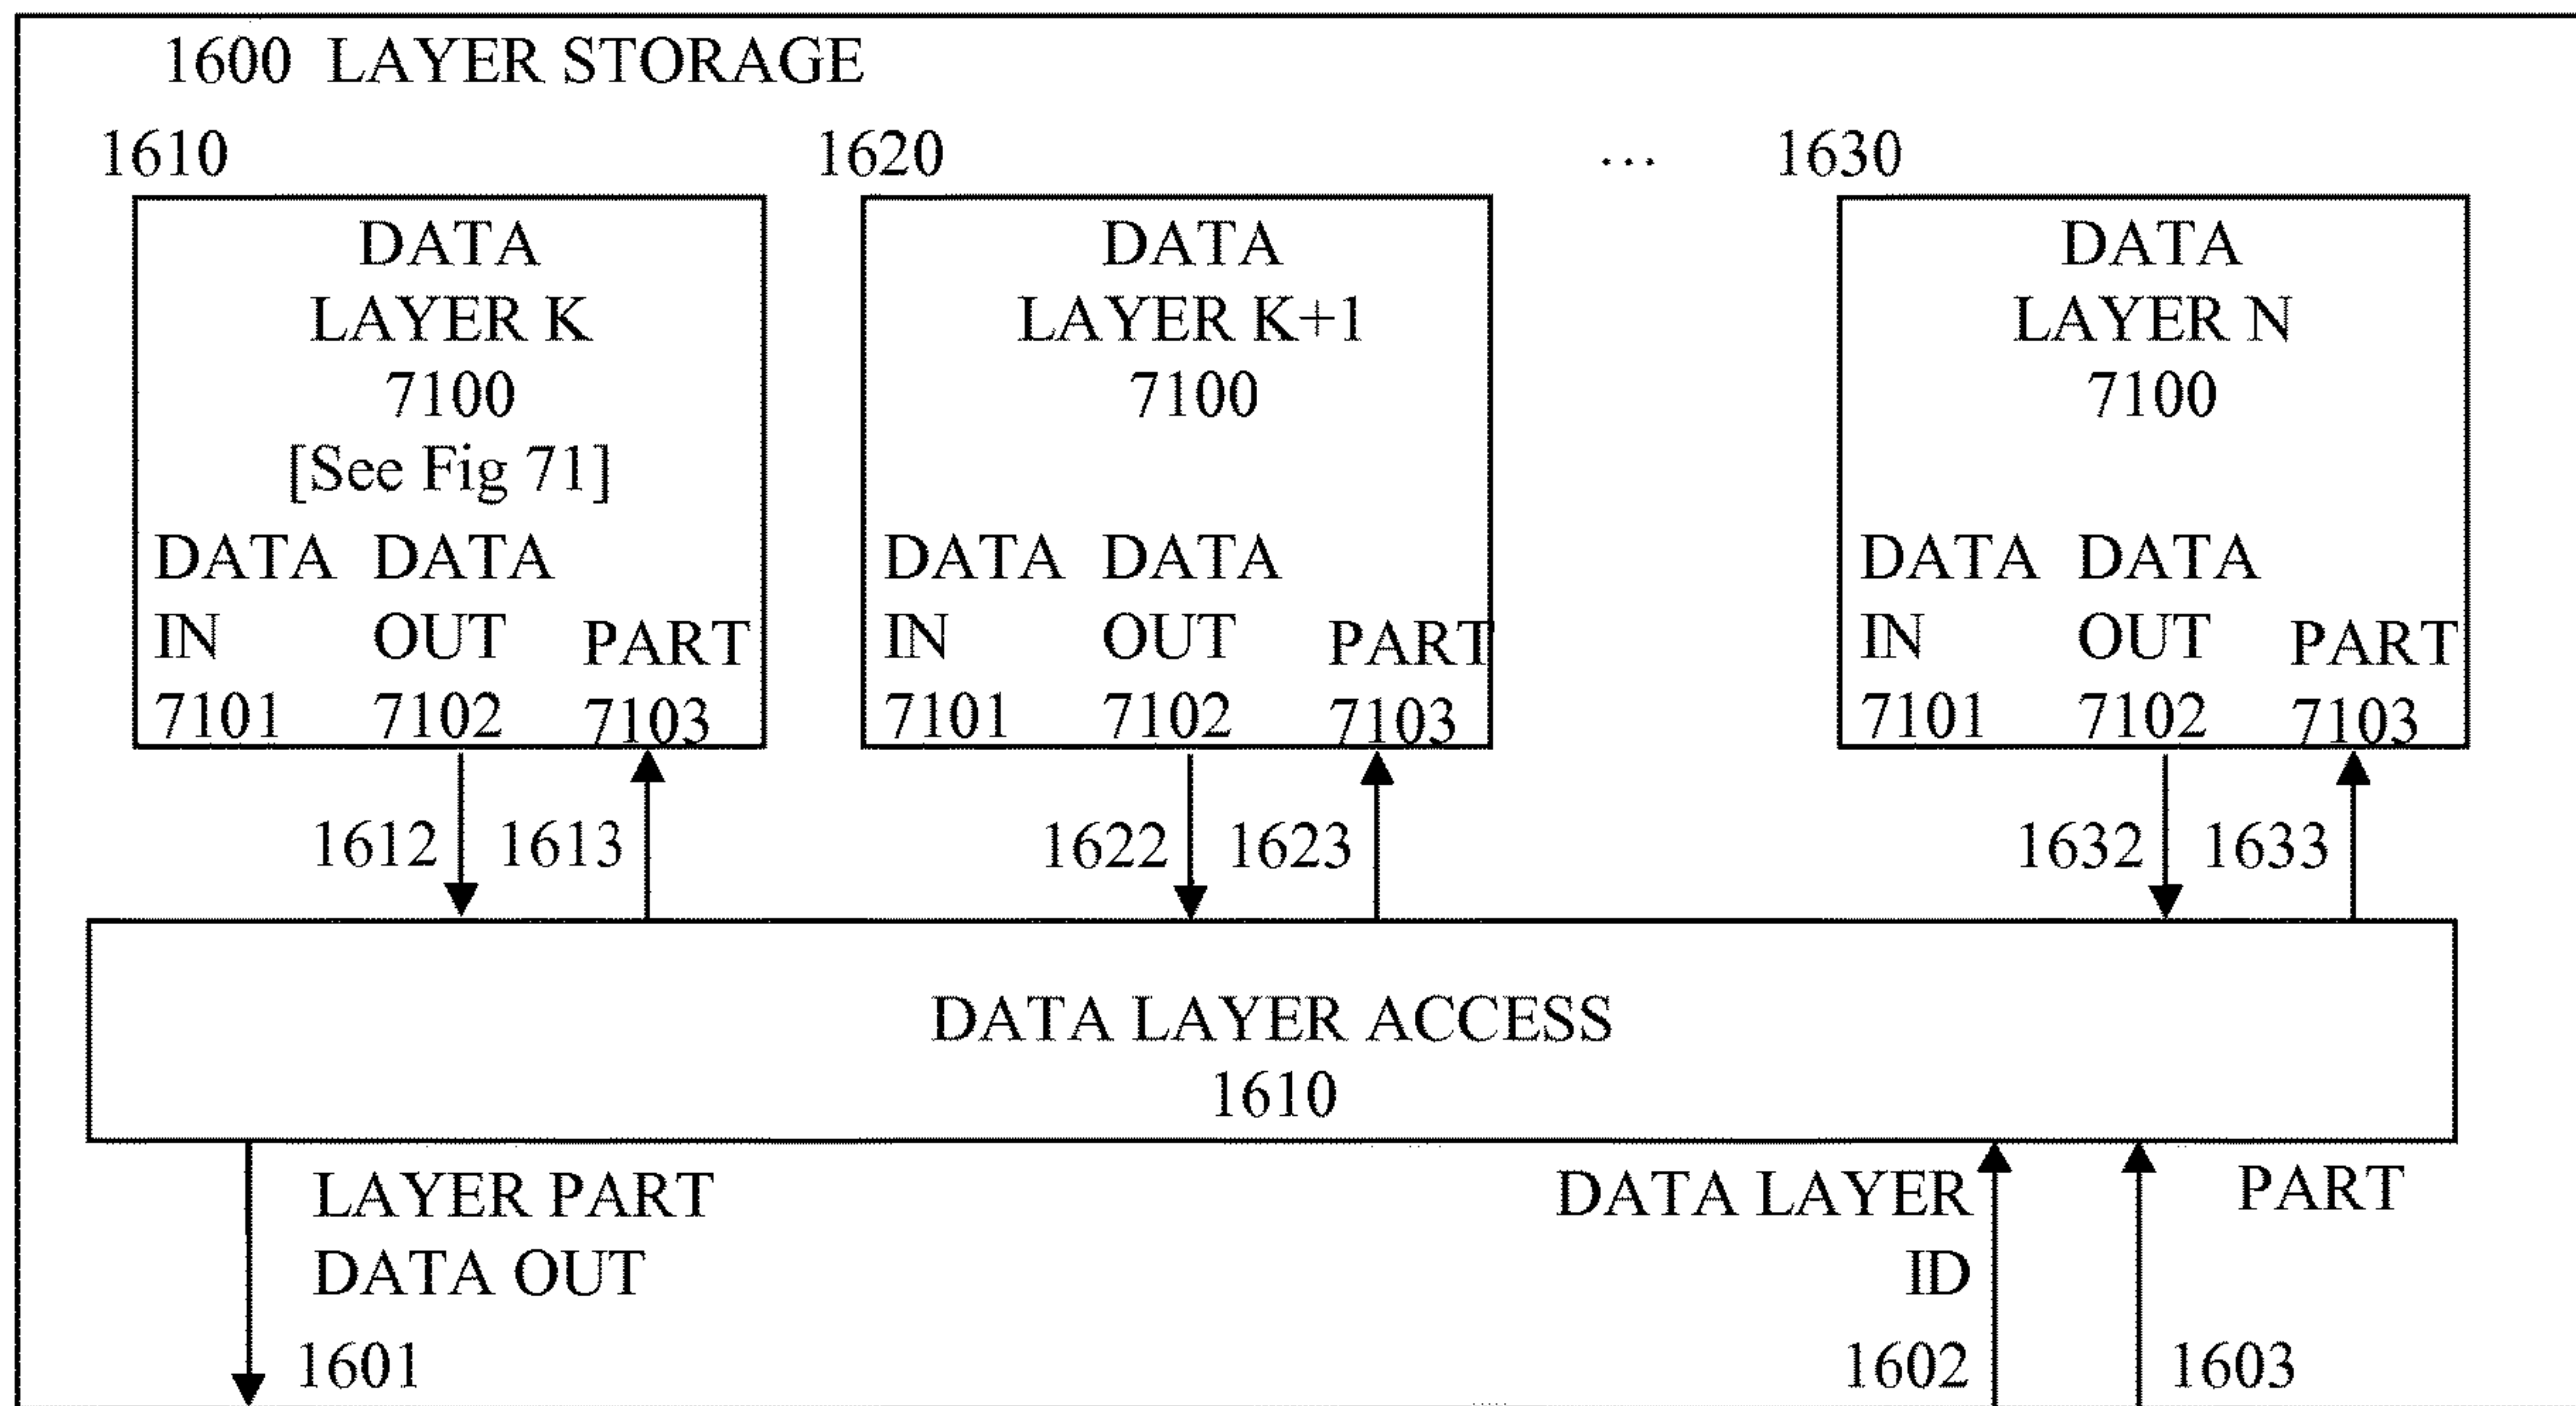 1600 LAYER STORAGE
1610 1620 ... 1630
DATA
LAYER K
7100
[See Fig 71]
DATA DATA
IN OUT PART
7101 7102 7103
DATA
LAYER K+1
7100
DATA DATA
IN OUT PART
7101 7102 7103
DATA
LAYER N
7100
DATA DATA
IN OUT PART
7101 7102 7103
1612 1613 1622 1623 1632 1633
DATA LAYER ACCESS
1610
LAYER PART
DATA OUT
1601
DATA LAYER
ID
1602
PART
1603